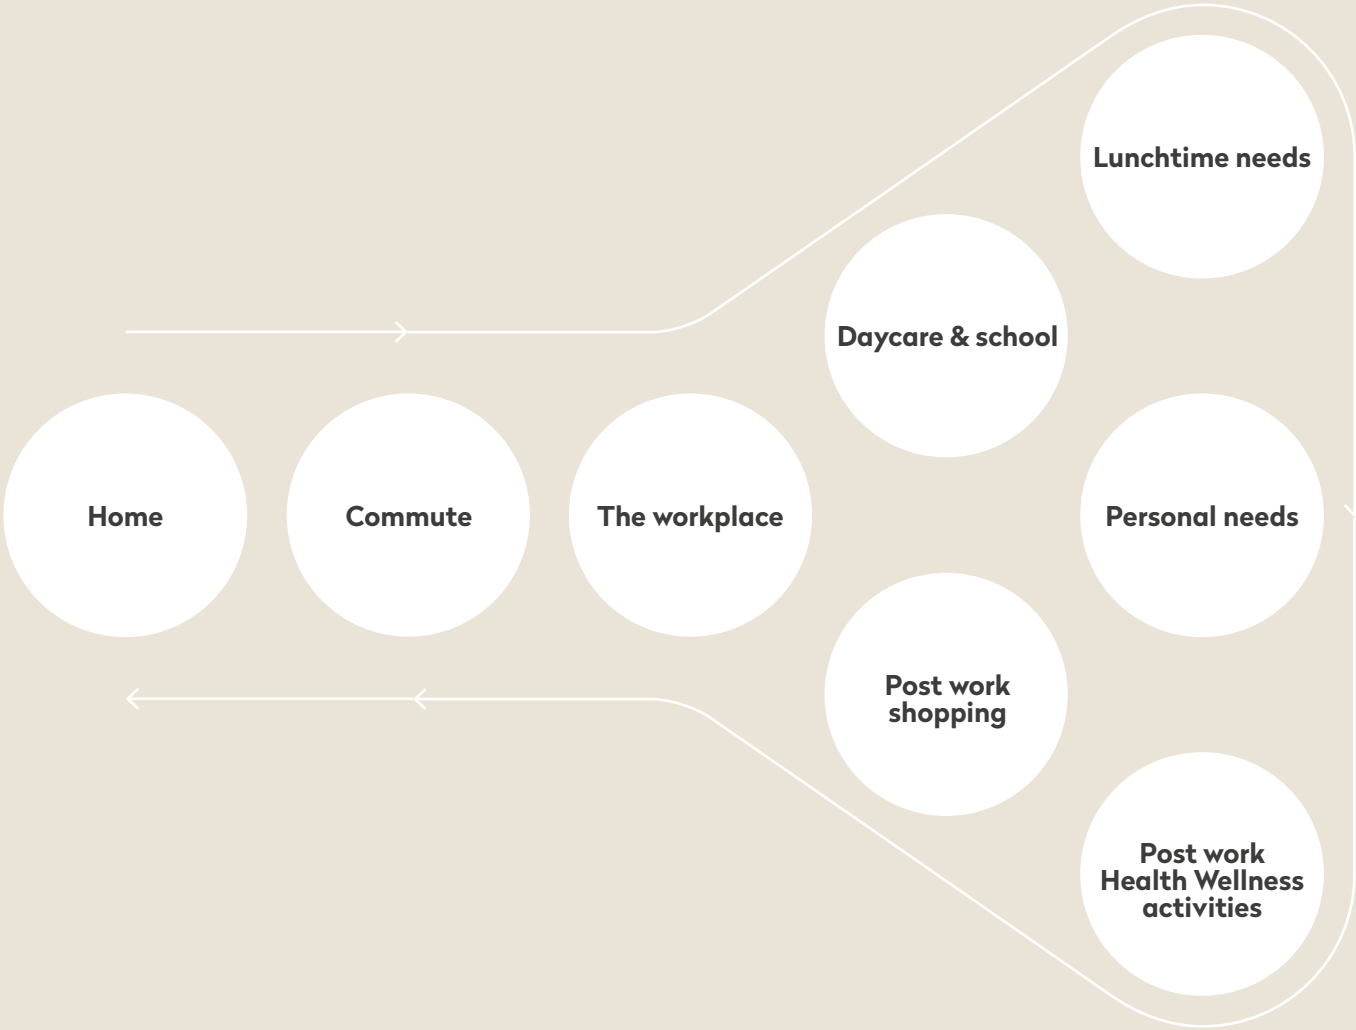 Lunchtime needs
Daycare & school
Home
Commute
The workplace
Personal needs
Post work
shopping
Post work
Health Wellness
activities